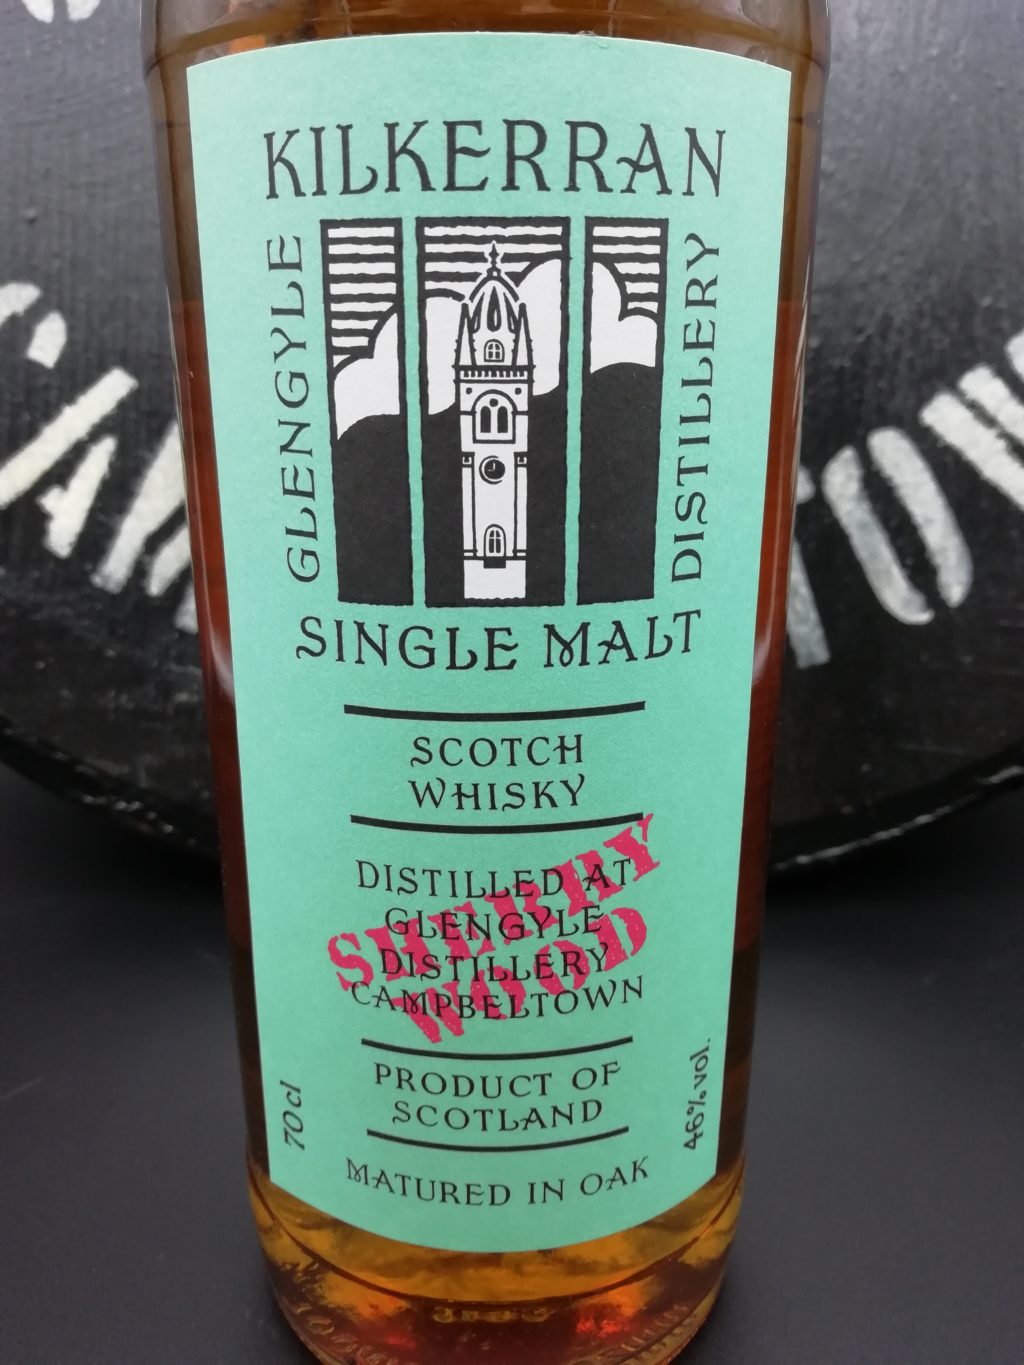 KILKERRAN
GLENGYLE
DISTILLERY
SINGLE MALT
SCOTCH
WHISKY
DISTILLED AT
GLENGYLE
DISTILLERY
CAMPBELTOWN
SHERRY
WOOD
PRODUCT OF
SCOTLAND
70cl
46%vol.
MATURED IN OAK